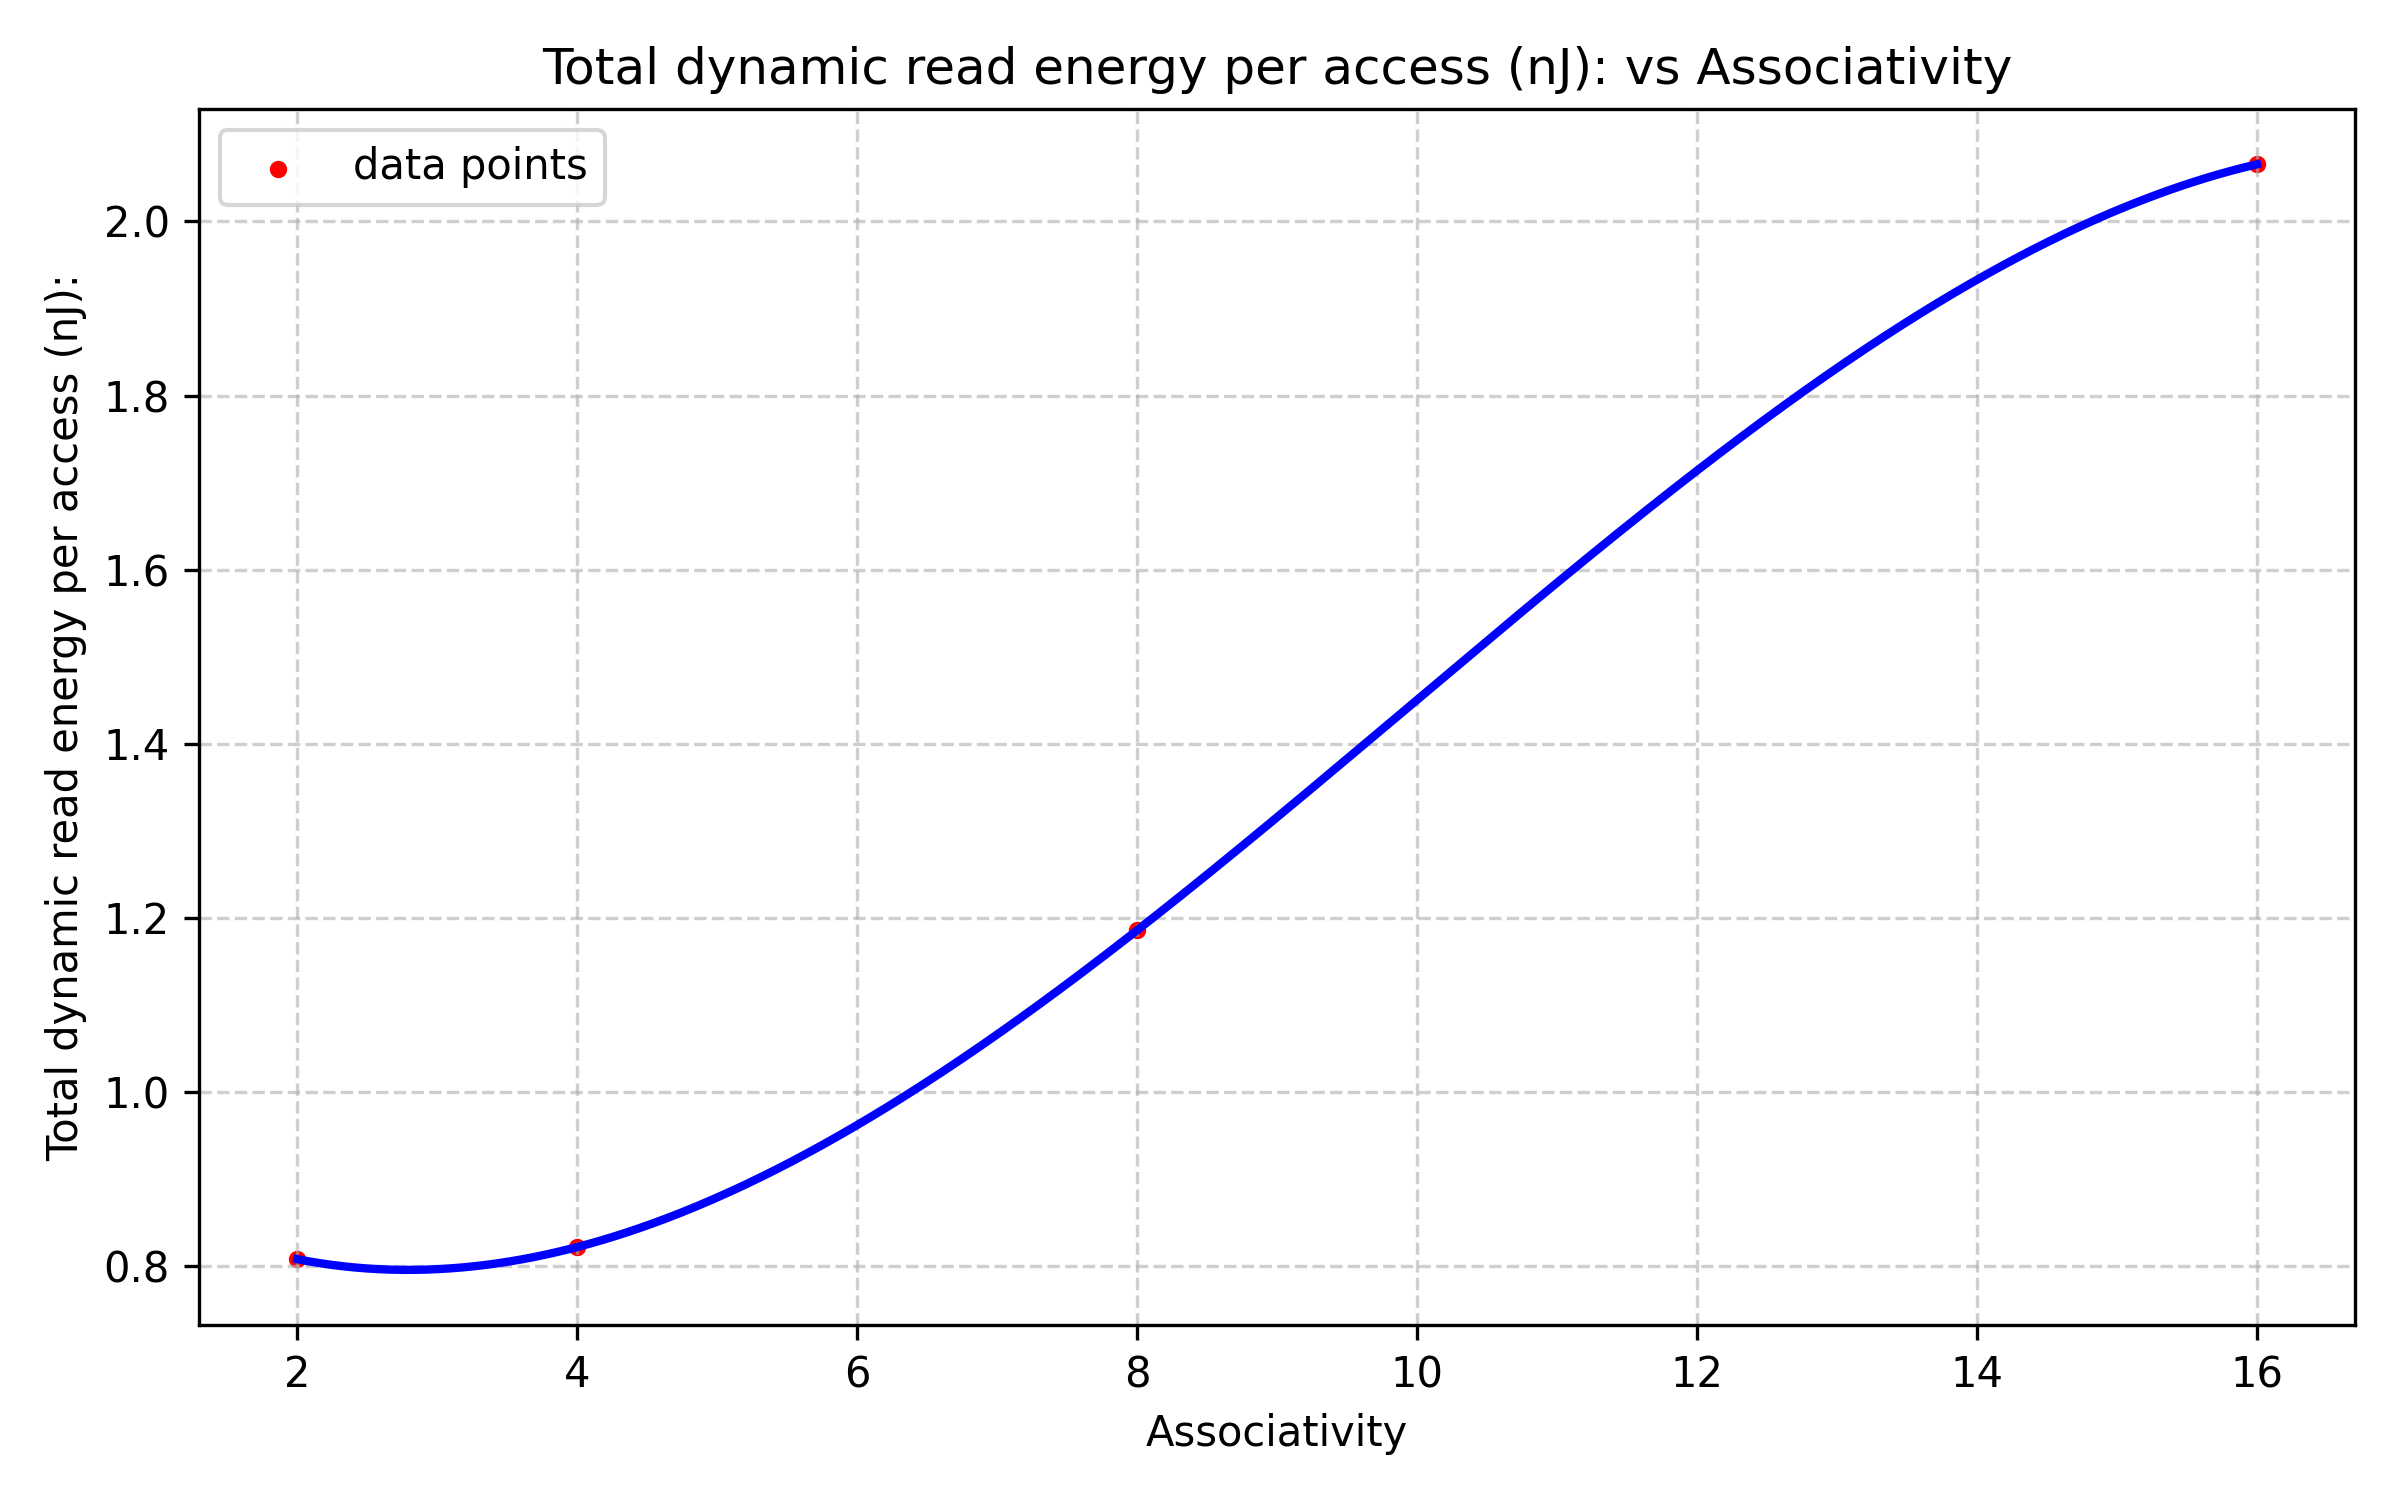 Total dynamic read energy per access (nJ): vs Associativity
data points
Total dynamic read energy per access (nJ):
2.0
1.8
1.6
1.4
1.2
1.0
0.8
2 4 6 8 10 12 14 16
Associativity